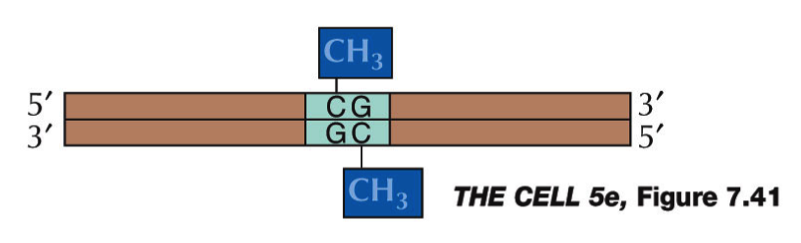 CH₃
5′ CG 3′
3′ GC 5′
CH₃
THE CELL 5e, Figure 7.41